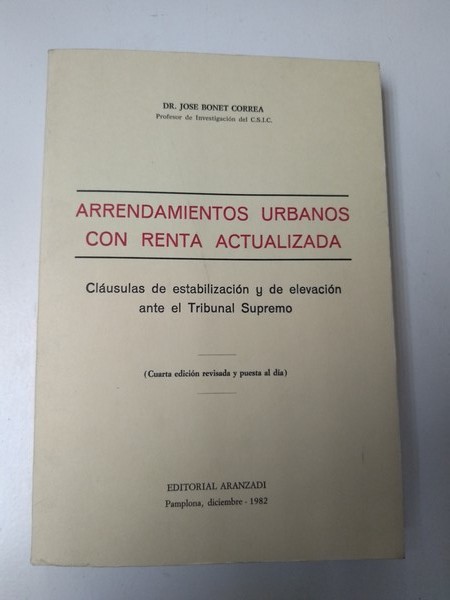 DR. JOSE BONET CORREA
Profesor de Investigación del C.S.I.C.
ARRENDAMIENTOS URBANOS
CON RENTA ACTUALIZADA
Cláusulas de estabilización y de elevación
ante el Tribunal Supremo
(Cuarta edición revisada y puesta al día)
EDITORIAL ARANZADI
Pamplona, diciembre - 1982